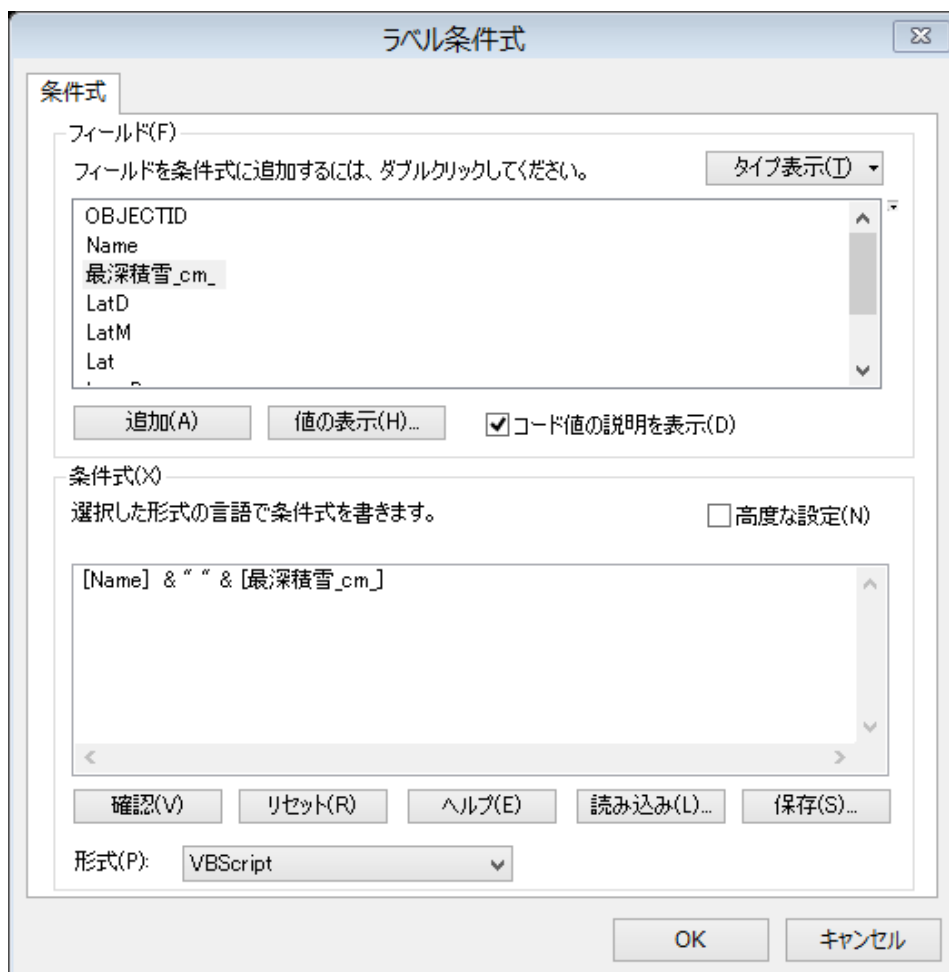 ラベル条件式
条件式
フィールド(F)
フィールドを条件式に追加するには、ダブルクリックしてください。
タイプ表示(T)
OBJECTID
Name
最深積雪_cm_
LatD
LatM
Lat
追加(A)
値の表示(H)...
コード値の説明を表示(D)
条件式(X)
選択した形式の言語で条件式を書きます。
高度な設定(N)
[Name] & " " & [最深積雪_cm_]
確認(V)
リセット(R)
ヘルプ(E)
読み込み(L)...
保存(S)...
形式(P):
VBScript
OK
キャンセル